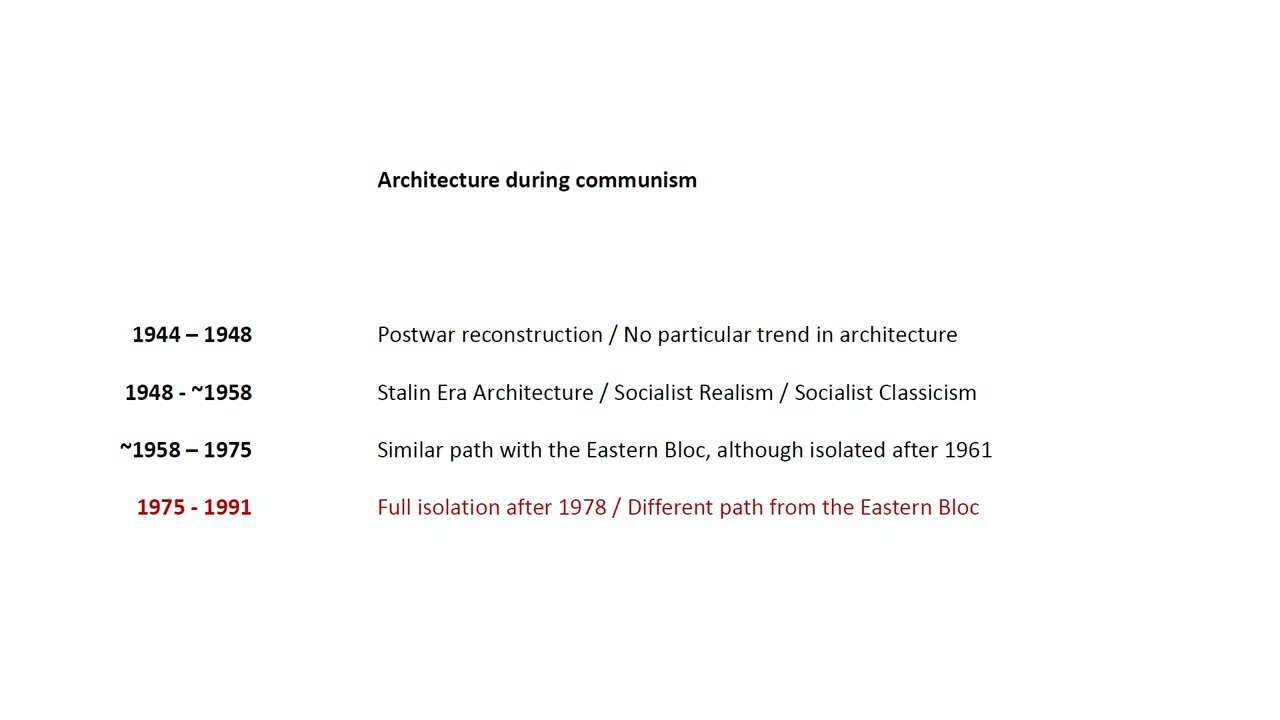 Architecture during communism
1944 – 1948 Postwar reconstruction / No particular trend in architecture
1948 - ~1958 Stalin Era Architecture / Socialist Realism / Socialist Classicism
~1958 – 1975 Similar path with the Eastern Bloc, although isolated after 1961
1975 - 1991 Full isolation after 1978 / Different path from the Eastern Bloc